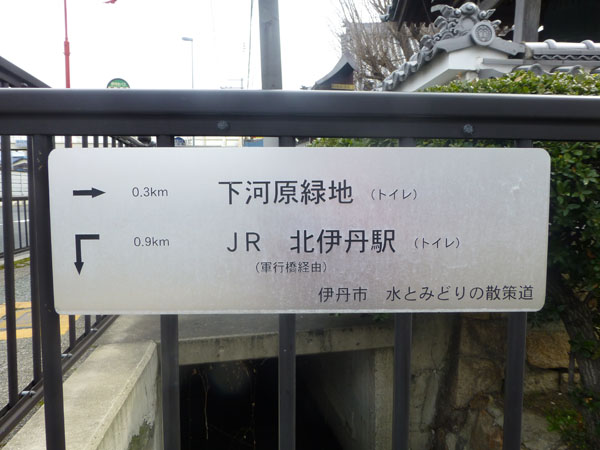 0.3km 下河原緑地 (トイレ)
0.9km JR 北伊丹駅 (トイレ)
(軍行橋経由)
伊丹市 水とみどりの散策道